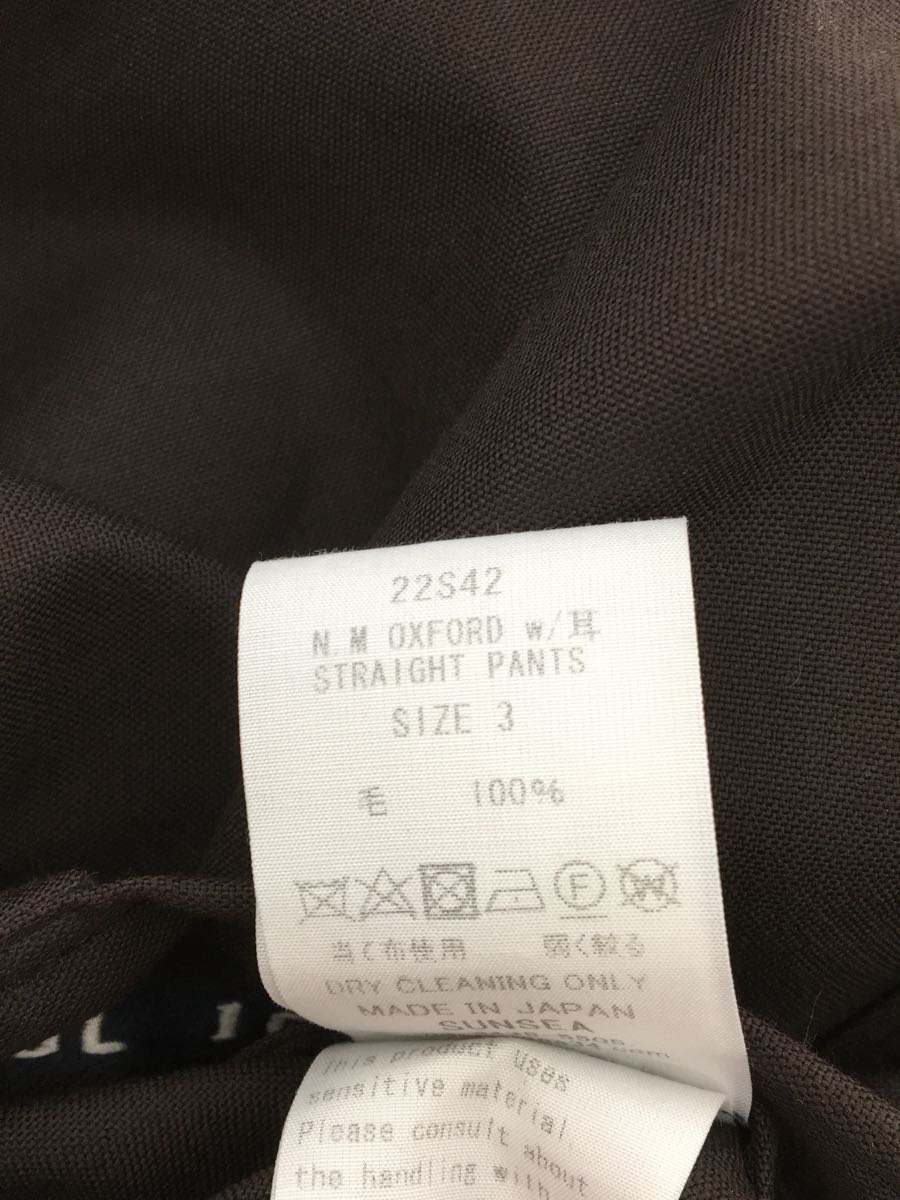 22S42
N.M OXFORD w/耳
STRAIGHT PANTS
SIZE 3
毛 100%
F W
当て布使用 弱く絞る
DRY CLEANING ONLY
MADE IN JAPAN
SUNSEA
This product uses
sensitive material.
Please consult about
the handling with